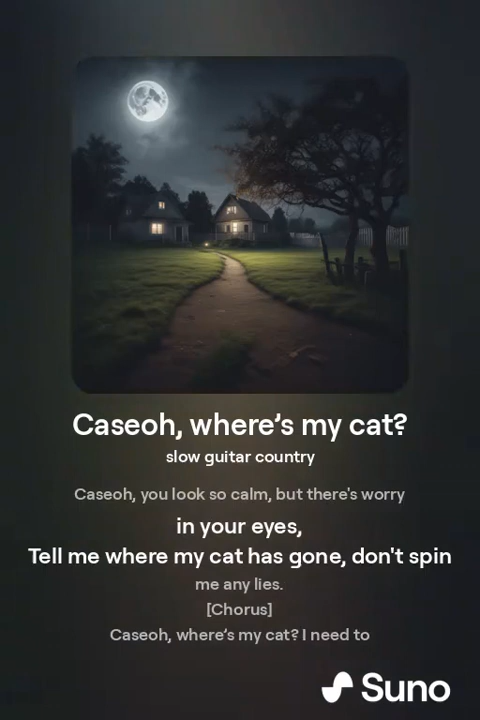 Caseoh, where’s my cat?
slow guitar country
Caseoh, you look so calm, but there's worry
in your eyes,
Tell me where my cat has gone, don't spin
me any lies.
[Chorus]
Caseoh, where’s my cat? I need to
Suno